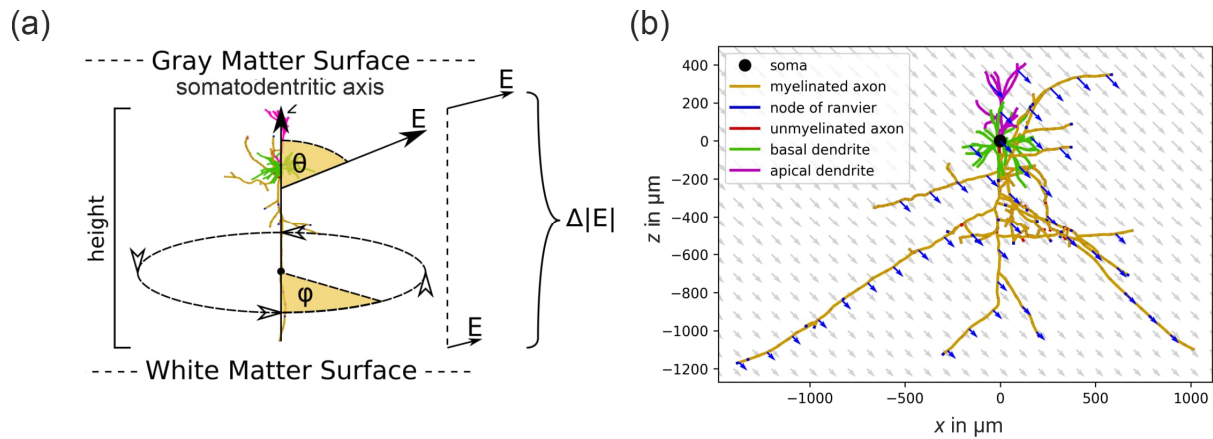 (a)
Gray Matter Surface
somatodentritic axis
z
E
E
θ
height
Δ|E|
φ
E
White Matter Surface
(b)
soma
myelinated axon
node of ranvier
unmyelinated axon
basal dendrite
apical dendrite
400
200
0
−200
−400
−600
−800
−1000
−1200
z in µm
−1000
−500
0
500
1000
x in µm